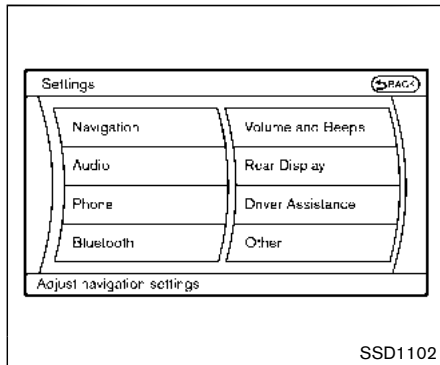 Settings
BACK
Navigation
Volume and Beeps
Audio
Rear Display
Phone
Driver Assistance
Bluetooth
Other
Adjust navigation settings
SSD1102